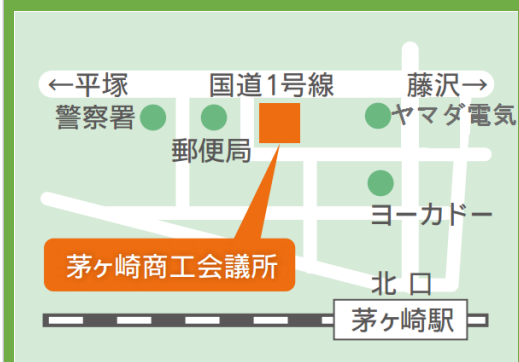 ←平塚
国道1号線
藤沢→
警察署
ヤマダ電気
郵便局
ヨーカドー
茅ヶ崎商工会議所
北口
茅ヶ崎駅